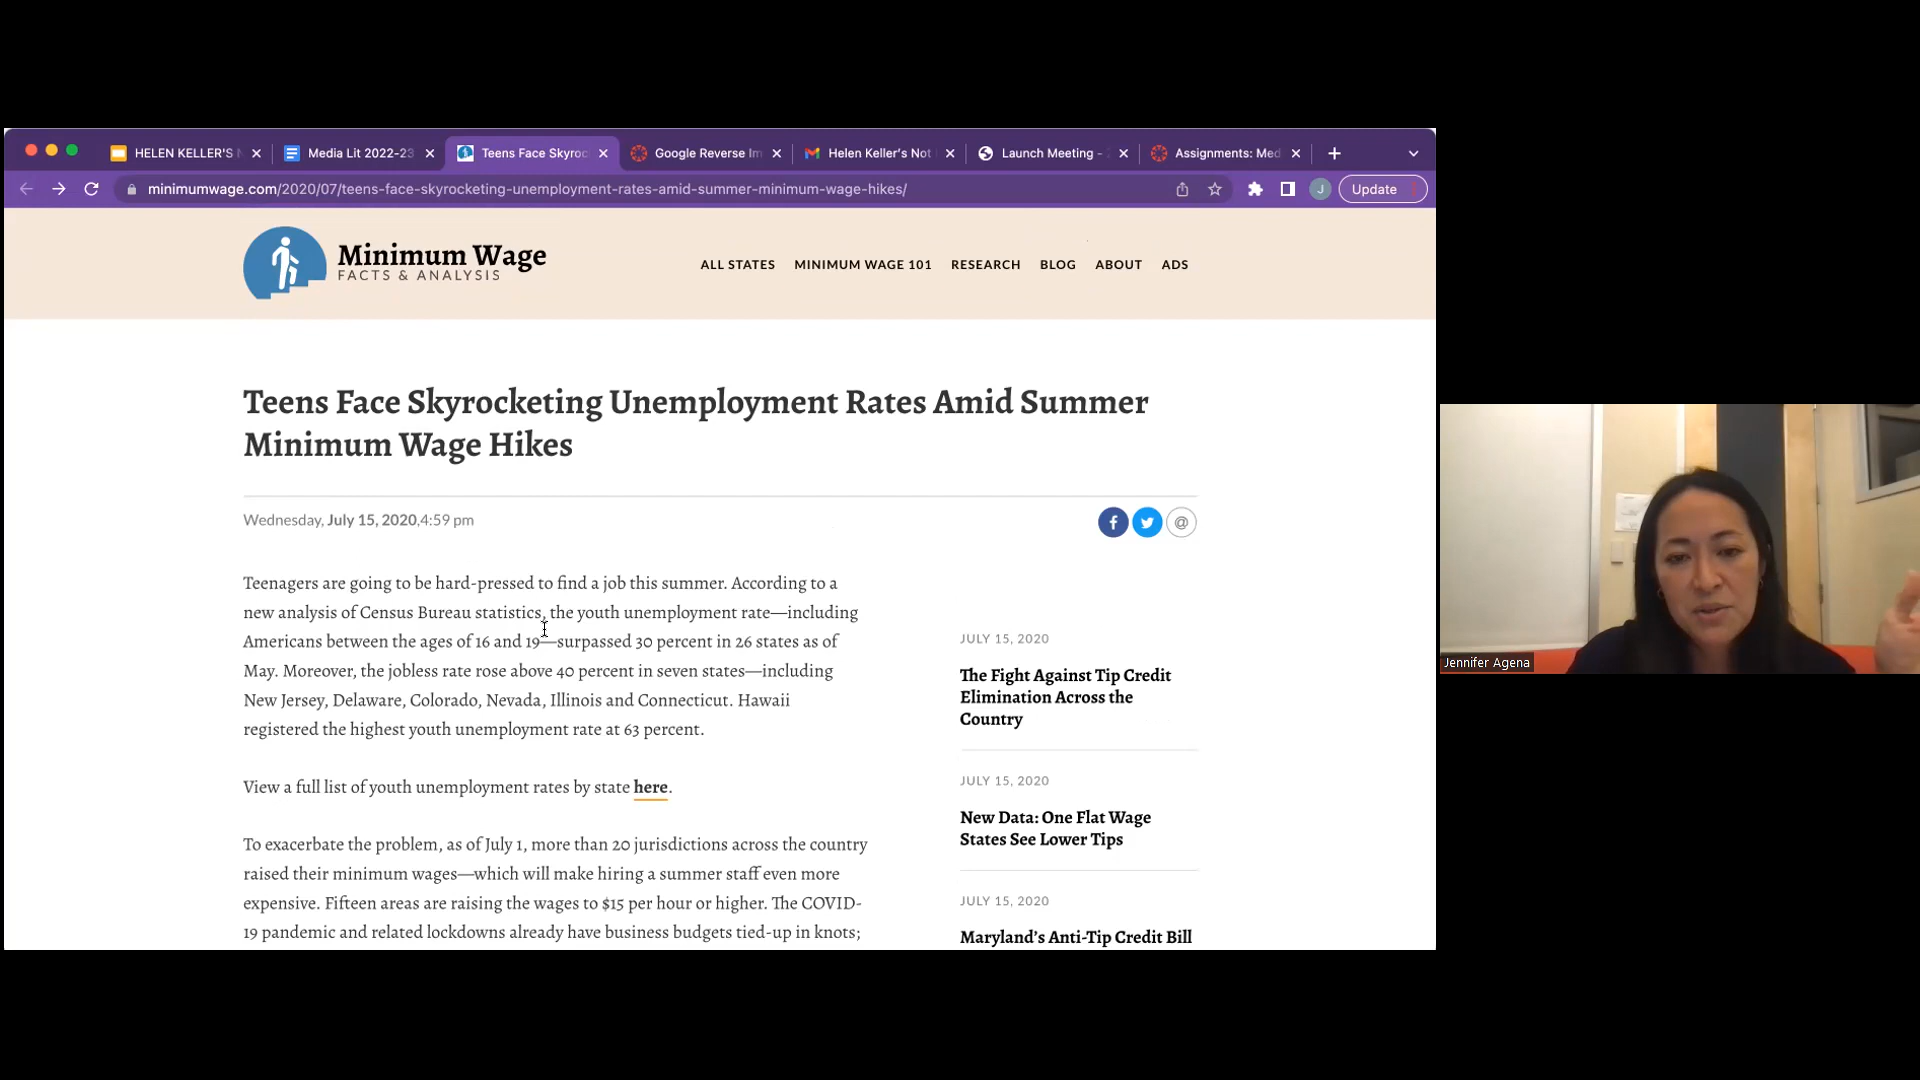 HELEN KELLER'S
Media Lit 2022-23
Teens Face Skyroc
Google Reverse Im
Helen Keller's Not
Launch Meeting -
Assignments: Med
minimumwage.com/2020/07/teens-face-skyrocketing-unemployment-rates-amid-summer-minimum-wage-hikes/
J
Update
Minimum Wage
FACTS & ANALYSIS
ALL STATES MINIMUM WAGE 101 RESEARCH BLOG ABOUT ADS
Teens Face Skyrocketing Unemployment Rates Amid Summer
Minimum Wage Hikes
Wednesday, July 15, 2020,4:59 pm
Teenagers are going to be hard-pressed to find a job this summer. According to a
new analysis of Census Bureau statistics, the youth unemployment rate—including
Americans between the ages of 16 and 19—surpassed 30 percent in 26 states as of
May. Moreover, the jobless rate rose above 40 percent in seven states—including
New Jersey, Delaware, Colorado, Nevada, Illinois and Connecticut. Hawaii
registered the highest youth unemployment rate at 63 percent.
View a full list of youth unemployment rates by state here.
To exacerbate the problem, as of July 1, more than 20 jurisdictions across the country
raised their minimum wages—which will make hiring a summer staff even more
expensive. Fifteen areas are raising the wages to $15 per hour or higher. The COVID-
19 pandemic and related lockdowns already have business budgets tied-up in knots;
JULY 15, 2020
The Fight Against Tip Credit
Elimination Across the
Country
JULY 15, 2020
New Data: One Flat Wage
States See Lower Tips
JULY 15, 2020
Maryland's Anti-Tip Credit Bill
Jennifer Agena